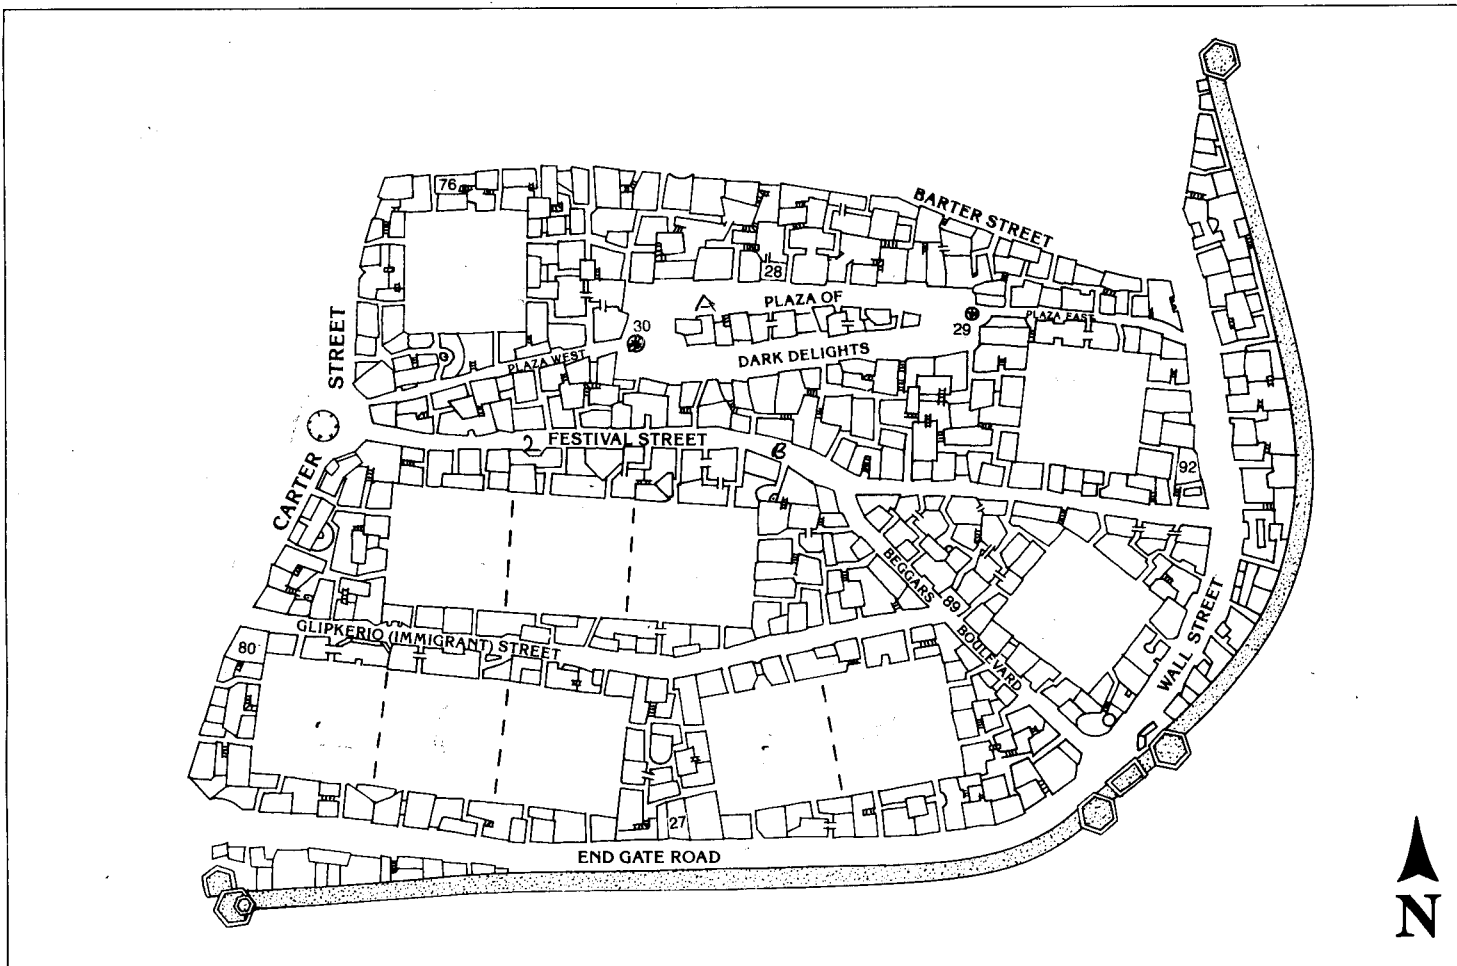 76
BARTER STREET
28
PLAZA OF
A
30
29
PLAZA EAST
DARK DELIGHTS
PLAZA WEST
STREET
2
FESTIVAL STREET
B
92
CARTER
BEGGARS
89
BOULEVARD
GLIPKERIO (IMMIGRANT) STREET
80
WALL STREET
27
END GATE ROAD
N